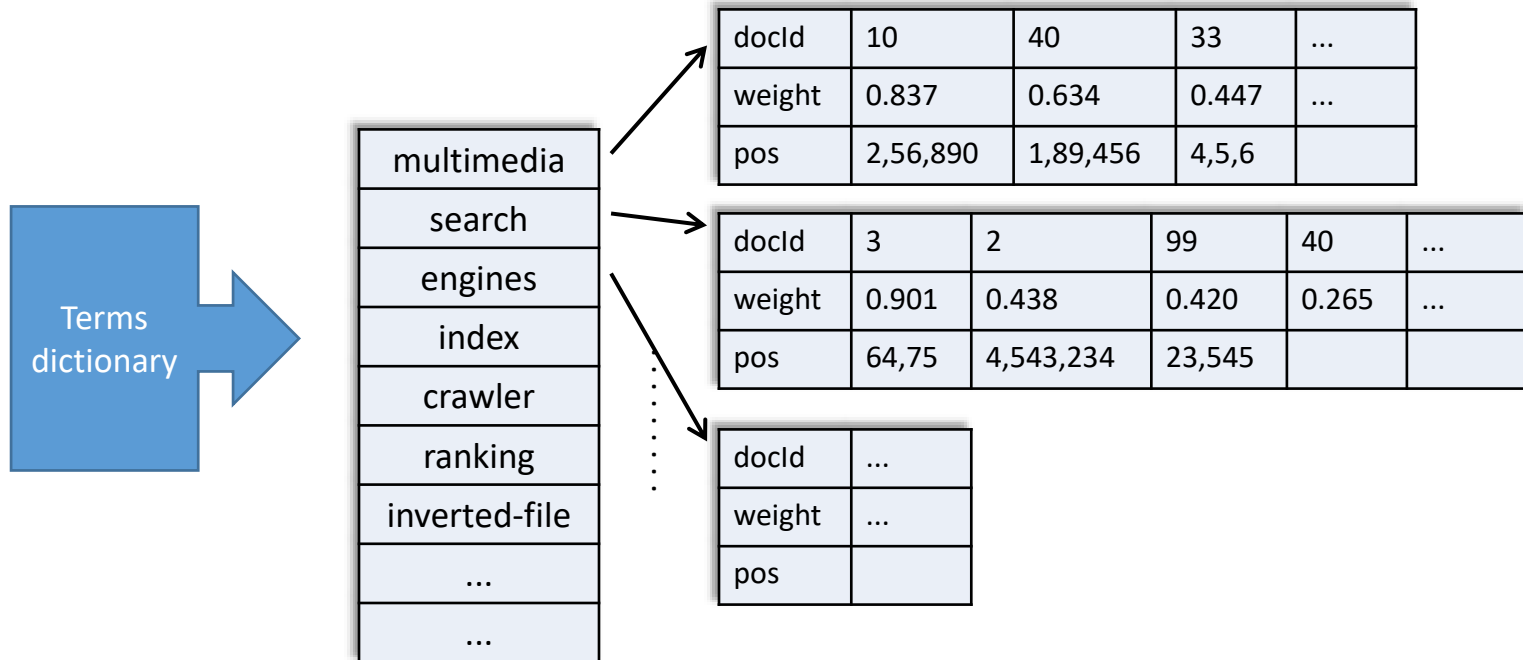 Terms
dictionary
multimedia
search
engines
index
crawler
ranking
inverted-file
...
...
docId 10 40 33 ...
weight 0.837 0.634 0.447 ...
pos 2,56,890 1,89,456 4,5,6
docId 3 2 99 40 ...
weight 0.901 0.438 0.420 0.265 ...
pos 64,75 4,543,234 23,545
docId ...
weight ...
pos